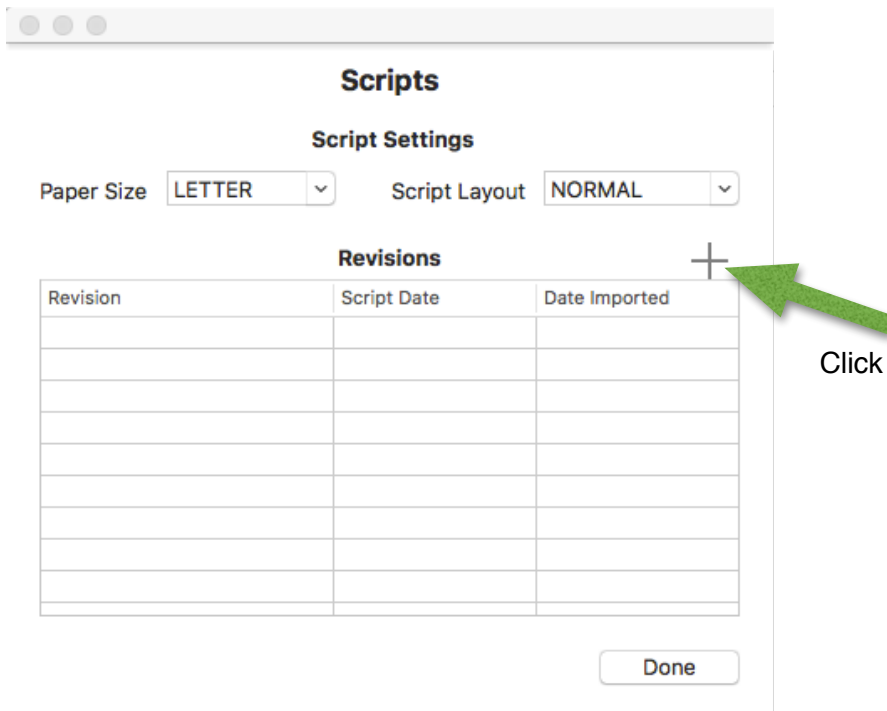 Scripts
Script Settings
Paper Size LETTER Script Layout NORMAL
Revisions
Revision Script Date Date Imported
Click
Done